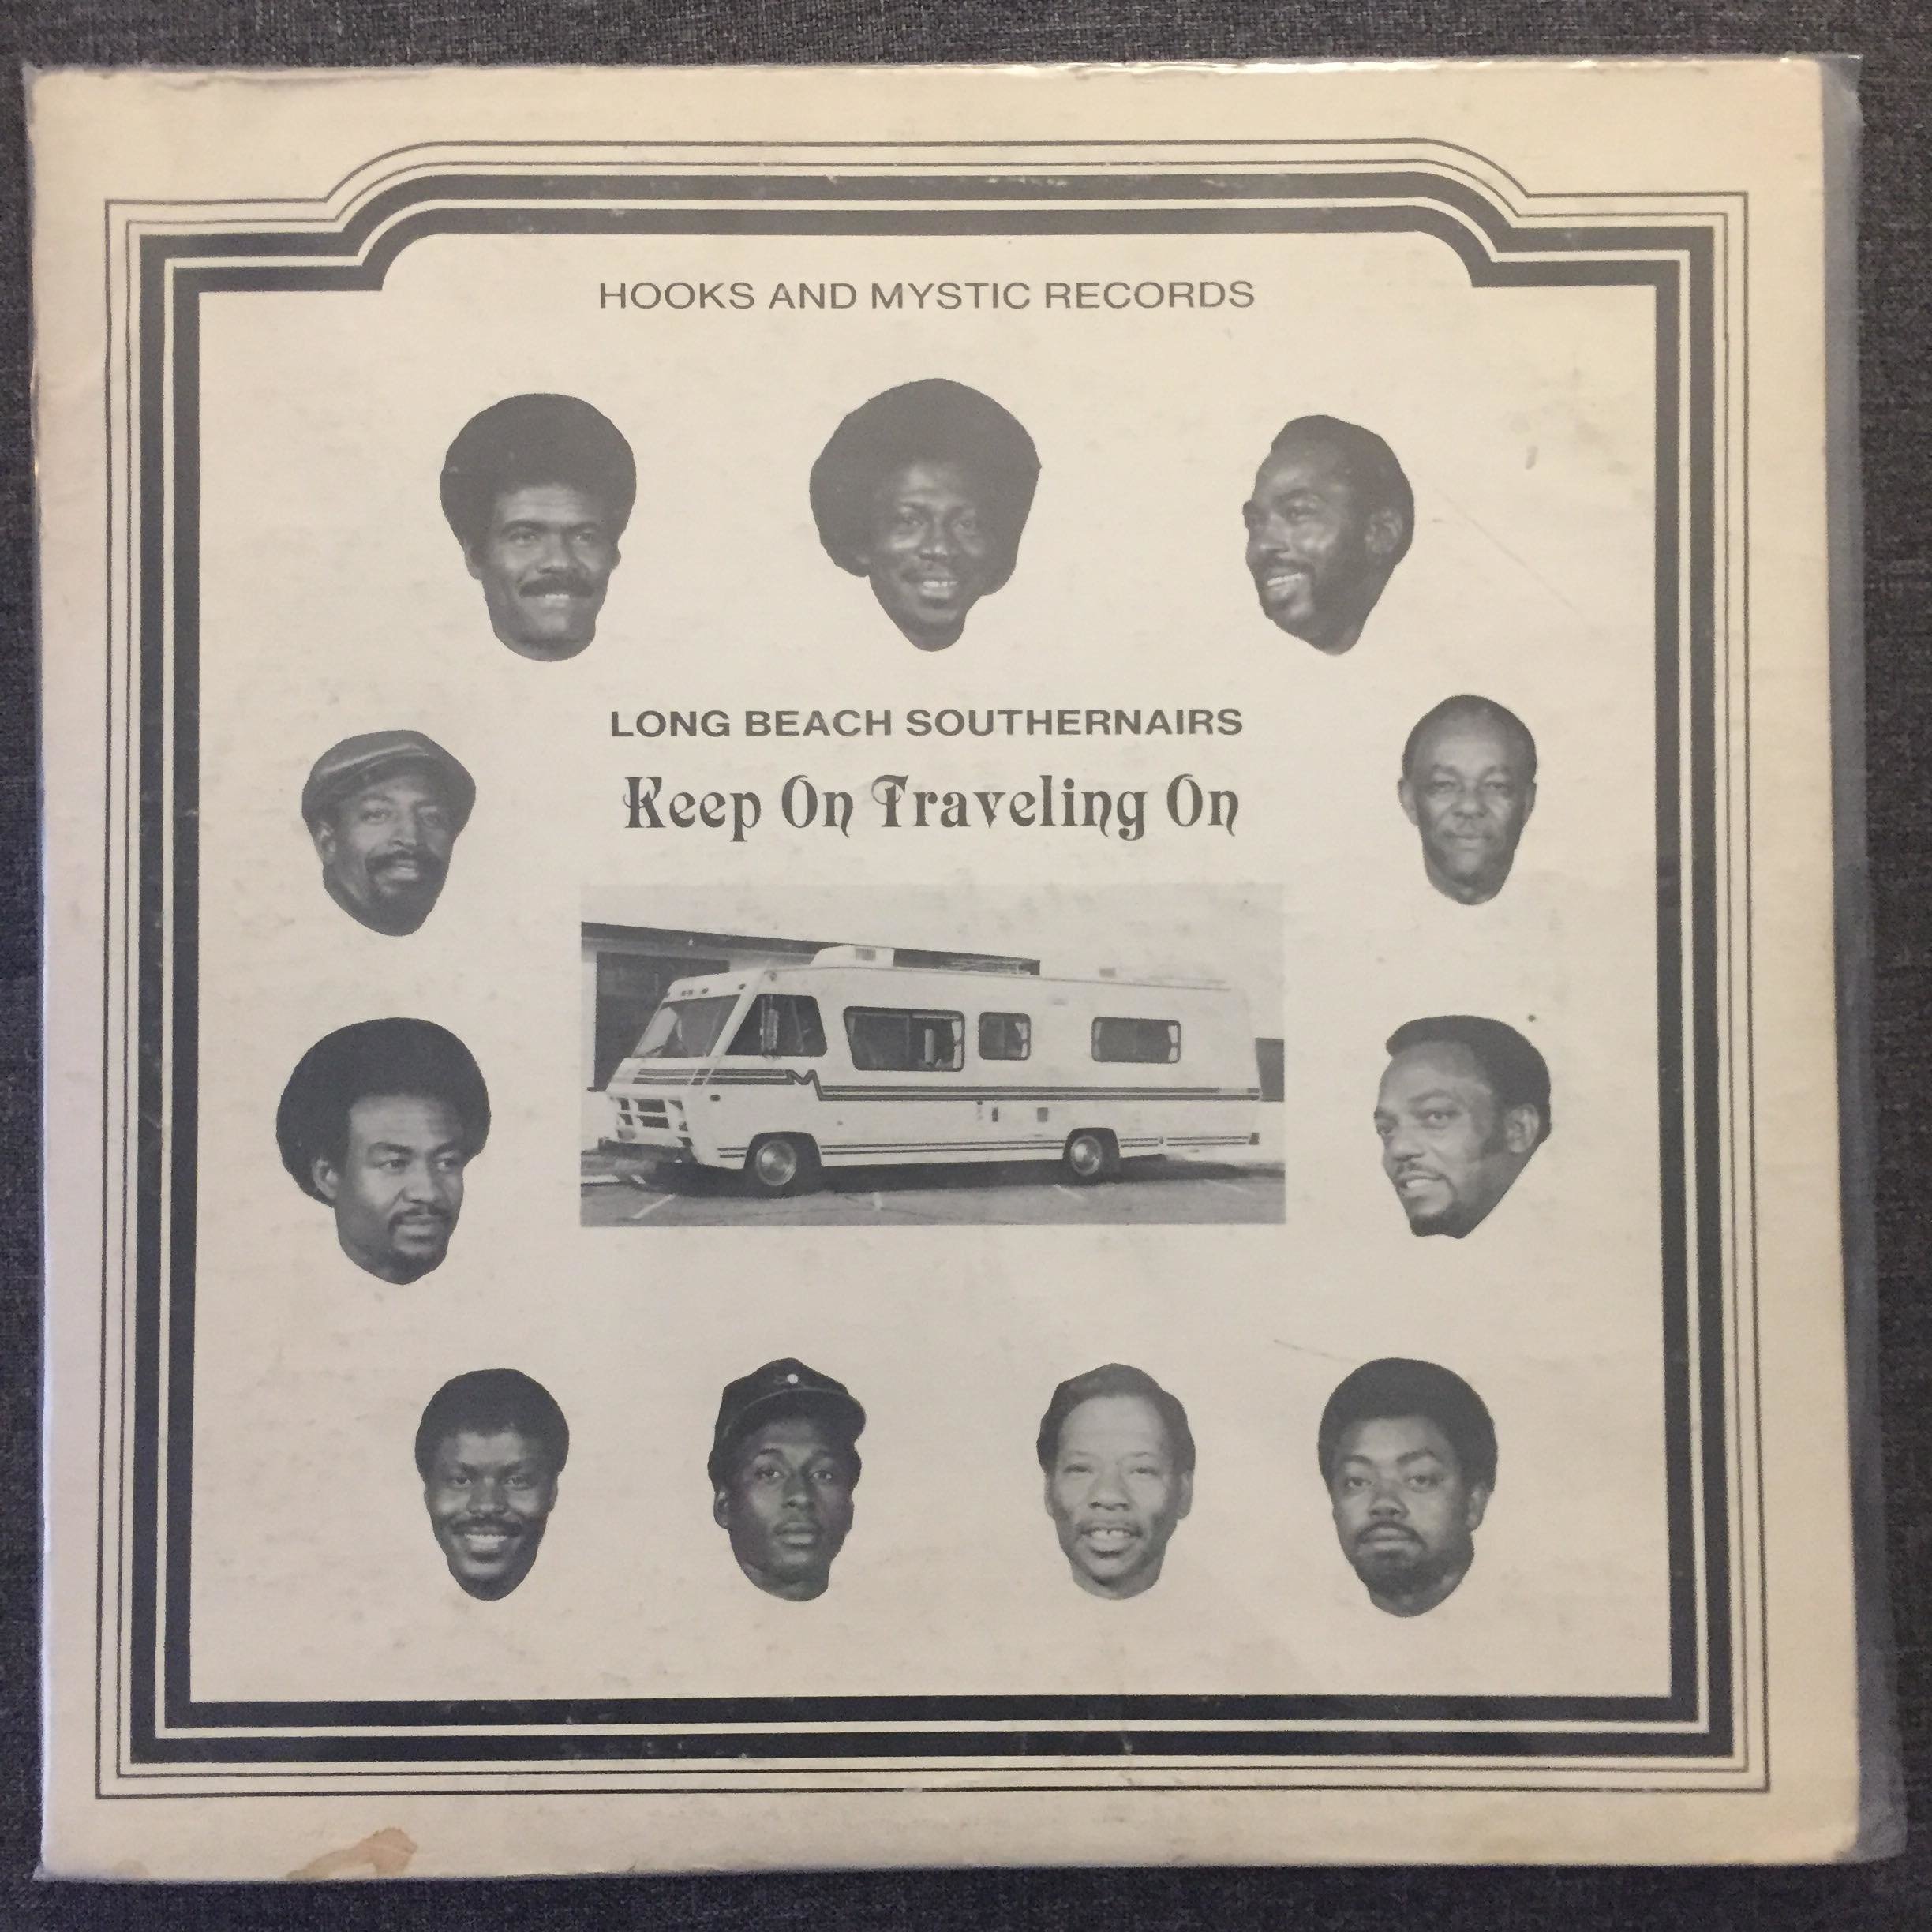 HOOKS AND MYSTIC RECORDS
LONG BEACH SOUTHERNAIRS
Keep On Traveling On